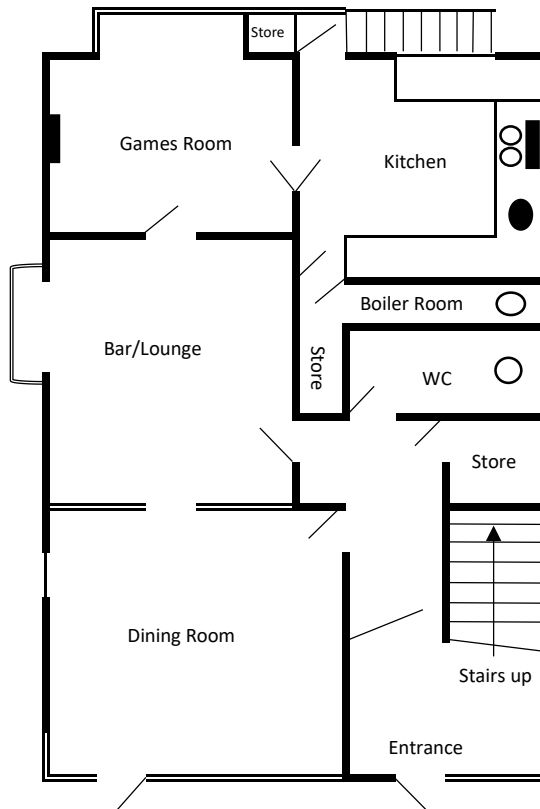 Store
Games Room
Kitchen
Boiler Room
Bar/Lounge
Store
WC
Store
Dining Room
Stairs up
Entrance